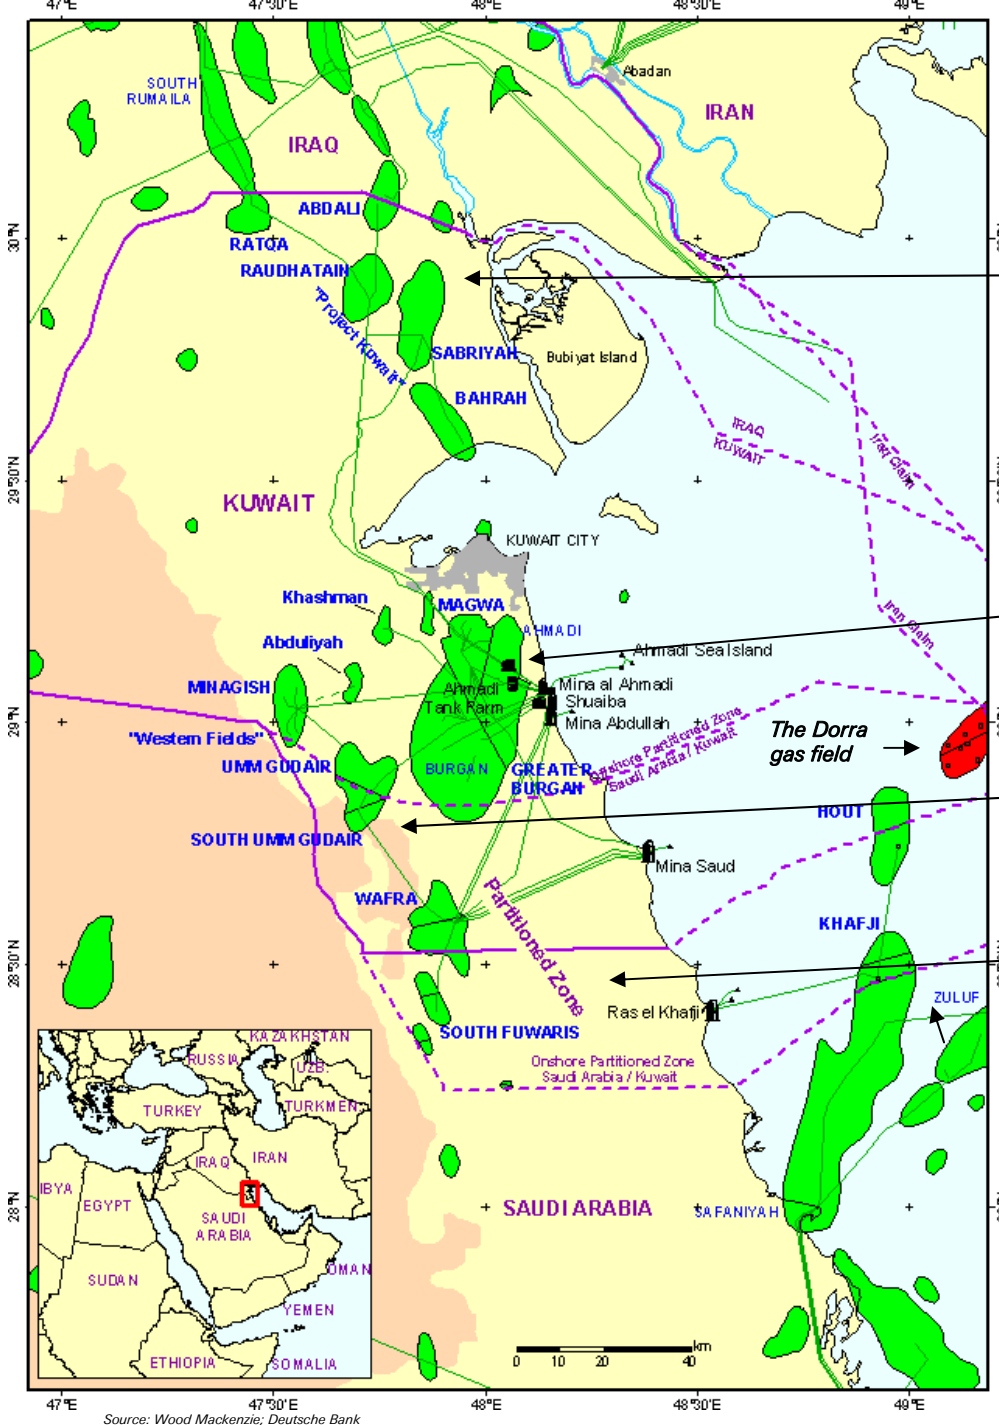 47°E
47°30'E
48°E
48°30'E
49°E
Abadan
SOUTH
RUMAILA
IRAN
IRAQ
ABDALI
30°N
RATQA
RAUDHATAIN
"Project Kuwait"
SABRIYAH
Bubiyat Island
BAHRAH
IRAQ
KUWAIT
Iran Claim
29°30'N
KUWAIT
KUWAIT CITY
Khashman
MAGWA
AHMADI
Iran Claim
Abduliyah
Ahmadi Sea Island
MINAGISH
Ahmadi
Tank Farm
Mina al Ahmadi
Shuaiba
Mina Abdullah
29°N
"Western Fields"
Onshore Partitioned Zone
Saudi Arabia / Kuwait
The Dorra
gas field
UMM GUDAIR
BURGAN
GREATER
BURGAN
HOUT
SOUTH UMM GUDAIR
Mina Saud
WAFRA
Partitioned Zone
KHAFJI
28°30'N
Ras el Khafji
ZULUF
SOUTH FUWARIS
Onshore Partitioned Zone
Saudi Arabia / Kuwait
28°N
SAUDI ARABIA
SAFANIYAH
KAZAKHSTAN
RUSSIA
UZB.
TURKEY
TURKMEN.
IRAQ
IRAN
IBYA
EGYPT
SAUDI
ARABIA
OMAN
SUDAN
YEMEN
ETHIOPIA
SOMALIA
km
0 10 20 40
47°E
47°30'E
48°E
48°30'E
49°E
Source: Wood Mackenzie; Deutsche Bank